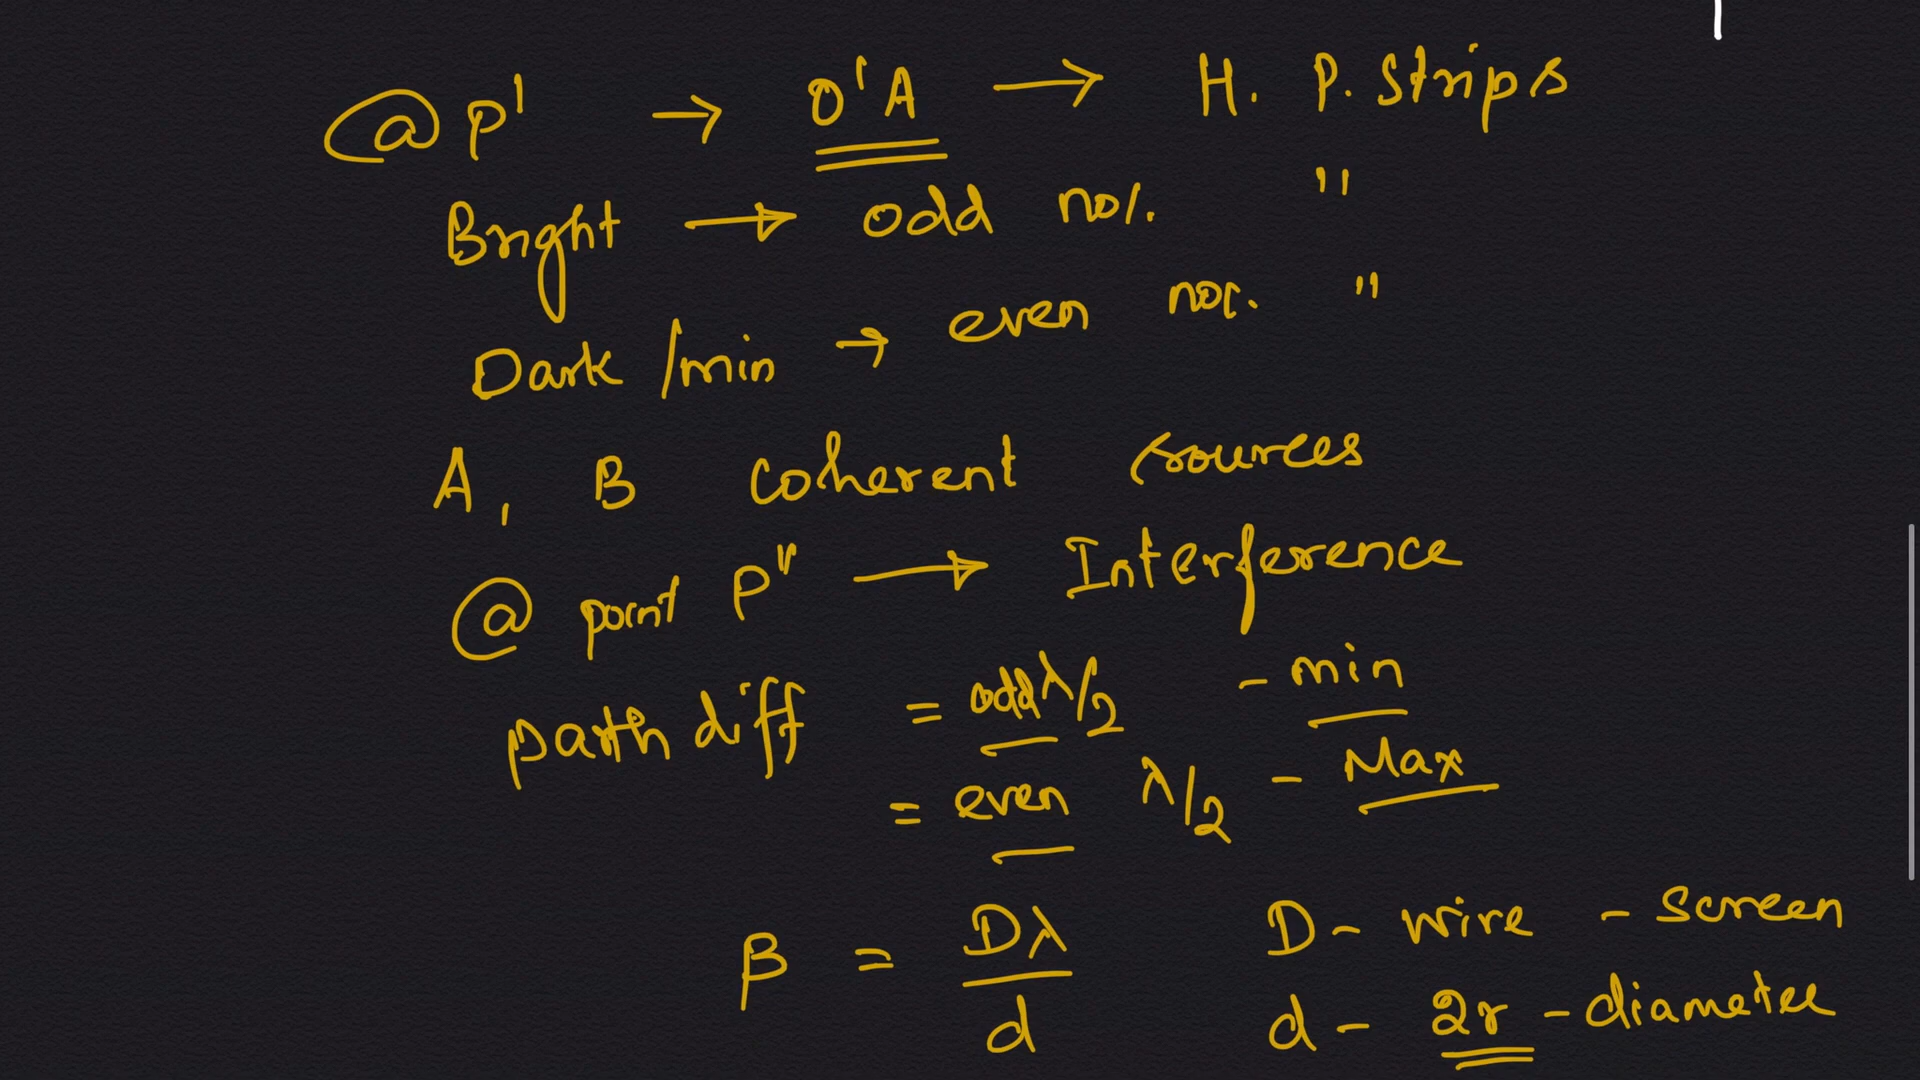 @ P' → O'A → H. P. Strips
Bright → odd no/. "
Dark /min → even no(. "
A, B coherent sources
@ point P" → Interference
path diff = odd λ/2 - min
= even λ/2 - Max
β = Dλ/d D - wire - screen
d - 2r - diameter